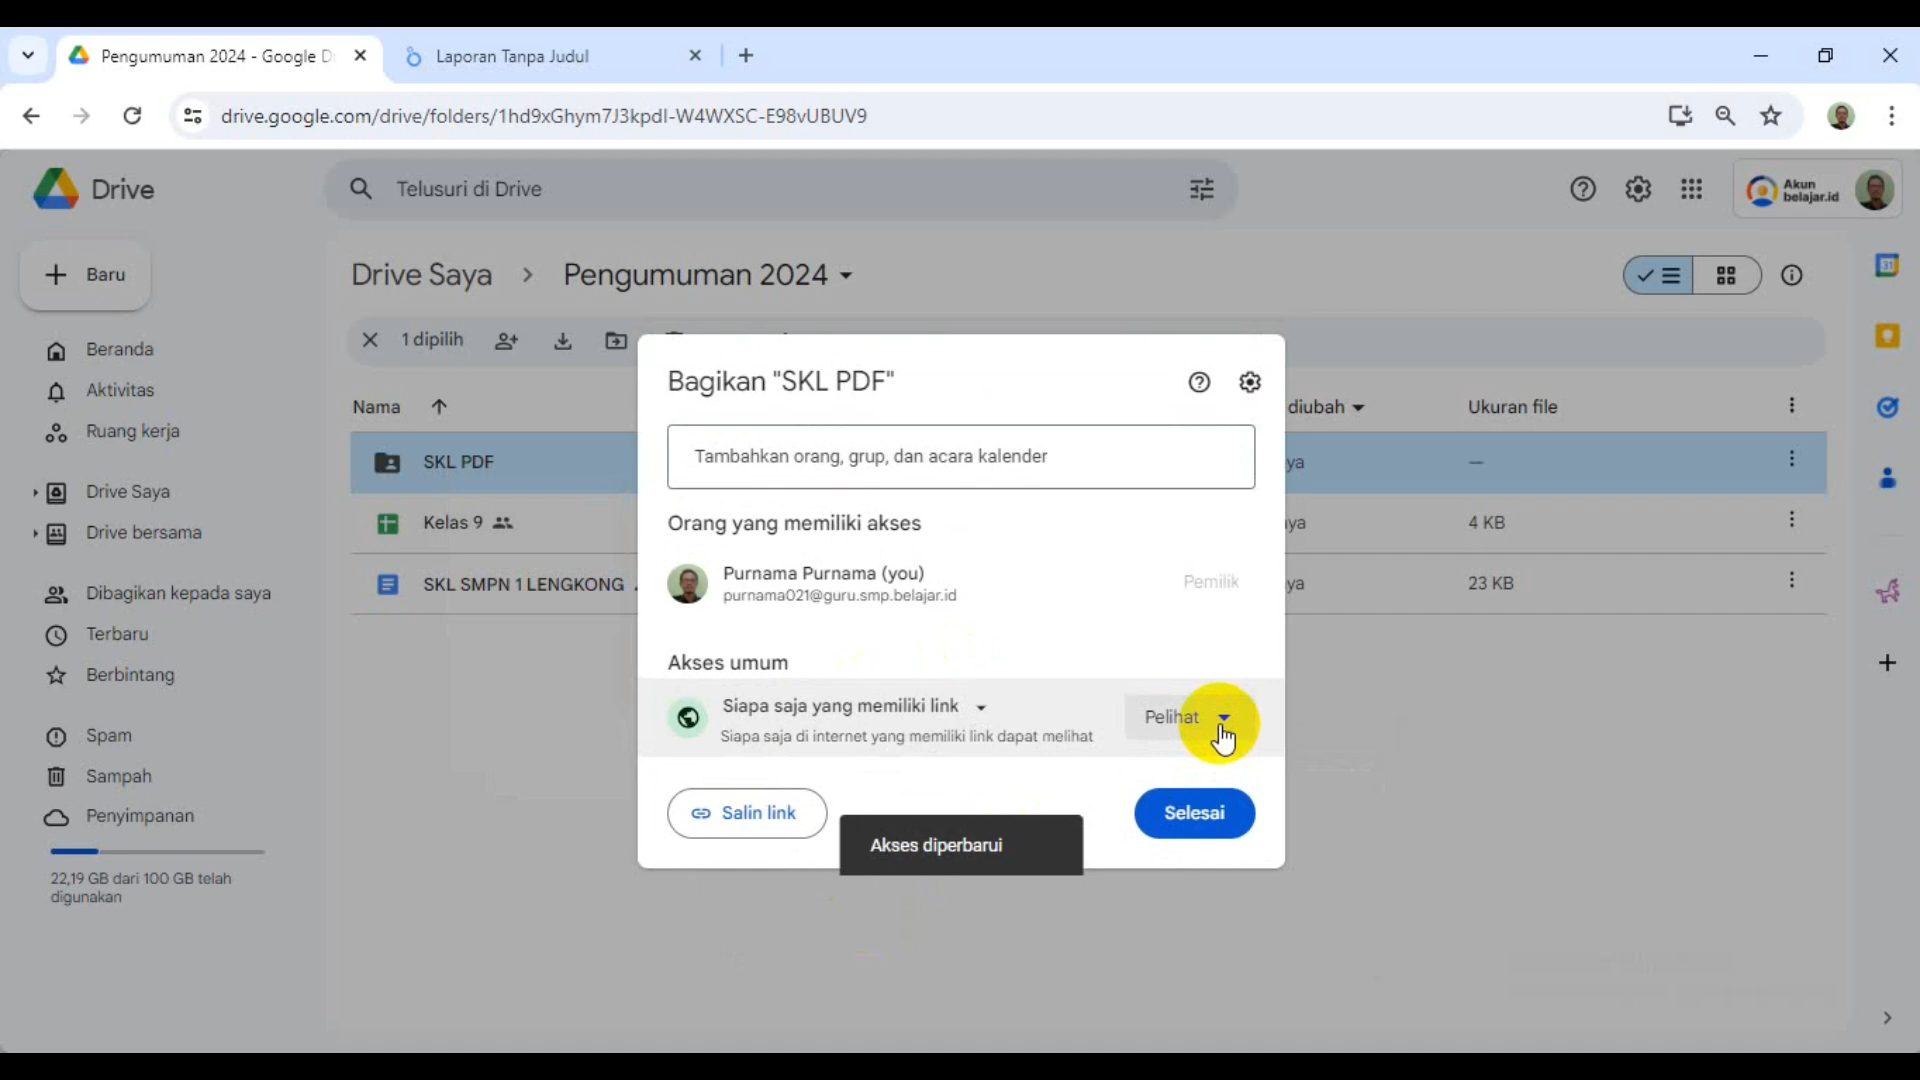 Pengumuman 2024 - Google D
Laporan Tanpa Judul
drive.google.com/drive/folders/1hd9xGhym7J3kpdI-W4WXSC-E98vUBUV9
Drive
Telusuri di Drive
Akun
belajar.id
Baru
Drive Saya
Pengumuman 2024
1 dipilih
Beranda
Aktivitas
Ruang kerja
Drive Saya
Drive bersama
Dibagikan kepada saya
Terbaru
Berbintang
Spam
Sampah
Penyimpanan
22,19 GB dari 100 GB telah
digunakan
Nama
diubah
Ukuran file
SKL PDF
ya
—
Kelas 9
ya
4 KB
SKL SMPN 1 LENGKONG
ya
23 KB
Bagikan "SKL PDF"
Tambahkan orang, grup, dan acara kalender
Orang yang memiliki akses
Purnama Purnama (you)
purnama021@guru.smp.belajar.id
Pemilik
Akses umum
Siapa saja yang memiliki link
Siapa saja di internet yang memiliki link dapat melihat
Pelihat
Salin link
Selesai
Akses diperbarui
31